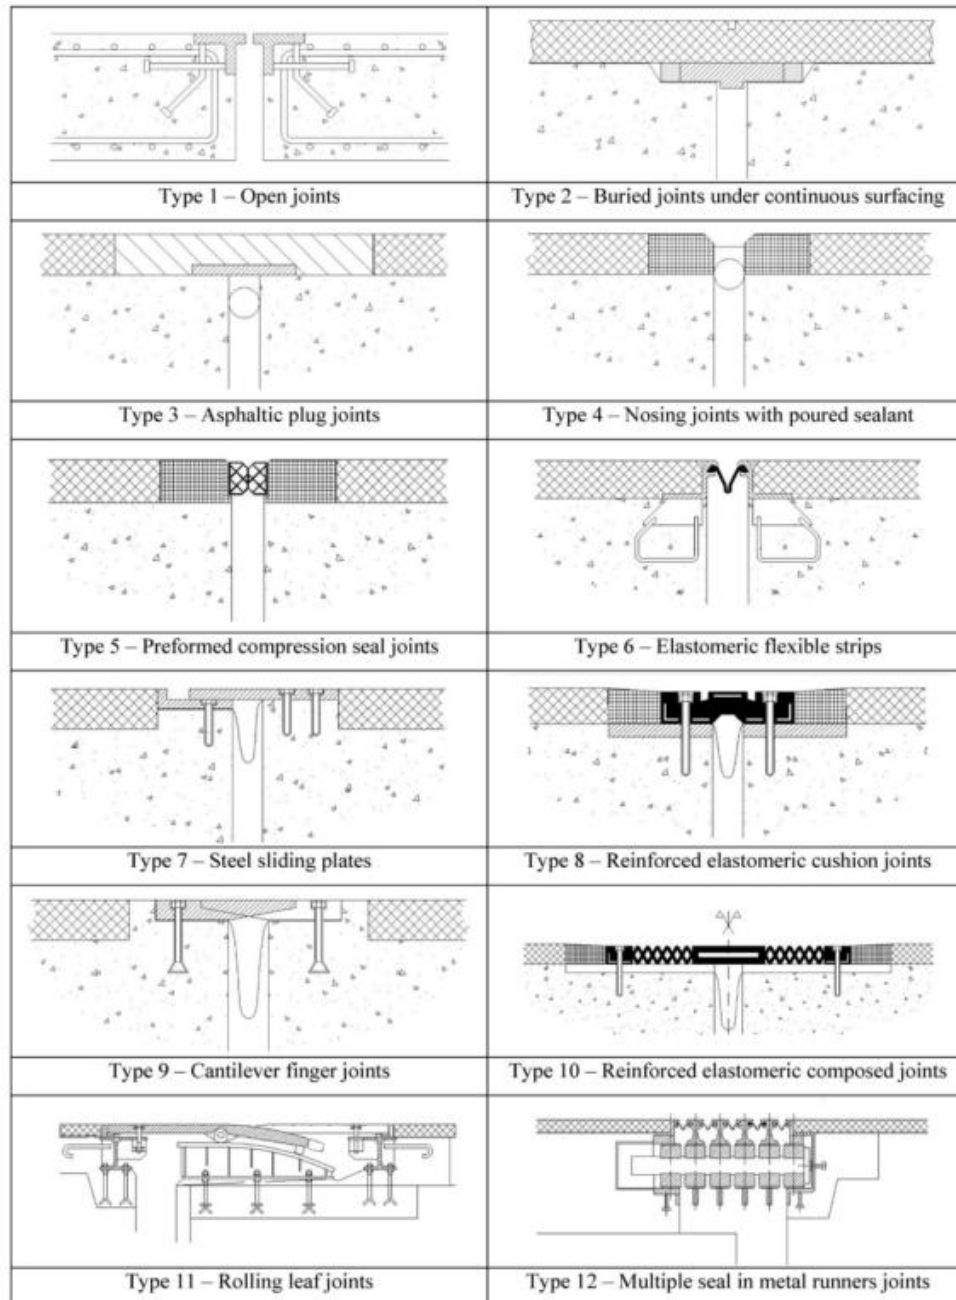 Type 1 – Open joints
Type 2 – Buried joints under continuous surfacing
Type 3 – Asphaltic plug joints
Type 4 – Nosing joints with poured sealant
Type 5 – Preformed compression seal joints
Type 6 – Elastomeric flexible strips
Type 7 – Steel sliding plates
Type 8 – Reinforced elastomeric cushion joints
Type 9 – Cantilever finger joints
Type 10 – Reinforced elastomeric composed joints
Type 11 – Rolling leaf joints
Type 12 – Multiple seal in metal runners joints